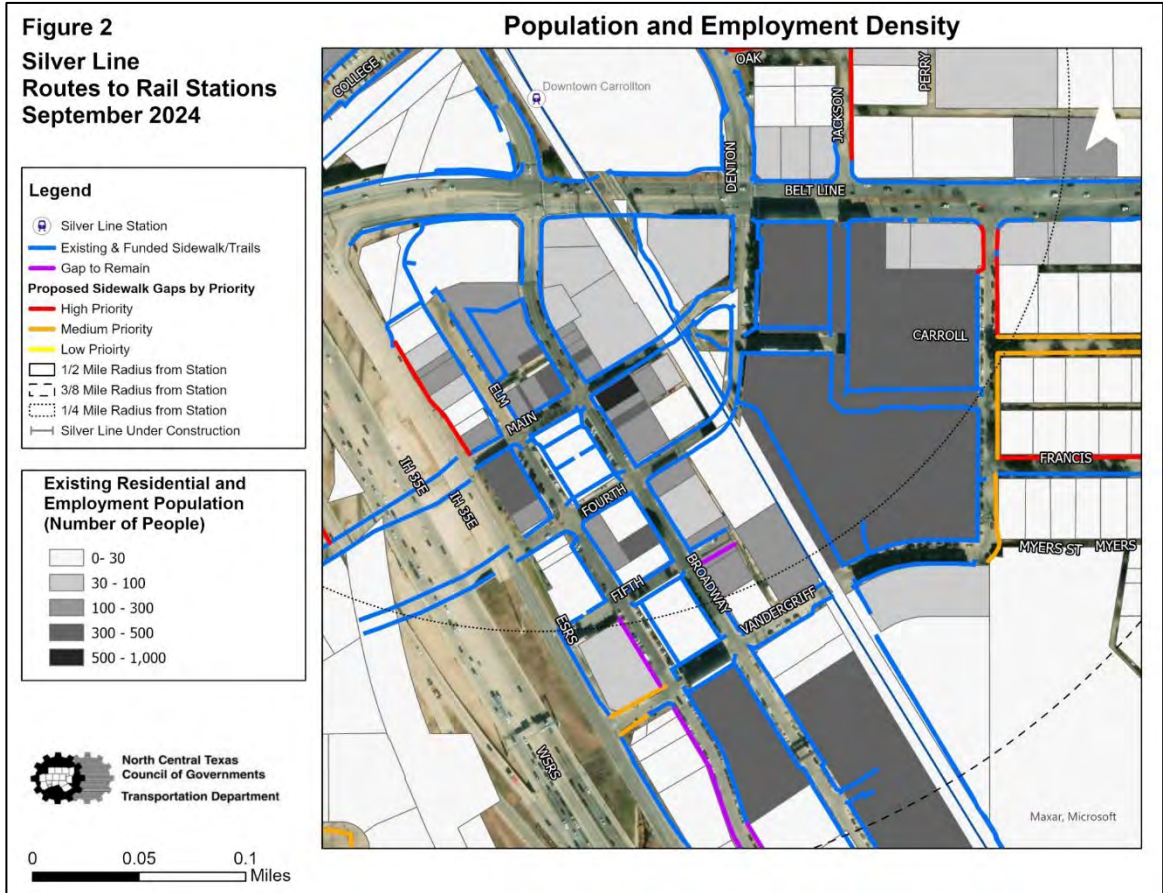 Figure 2
Silver Line
Routes to Rail Stations
September 2024
Population and Employment Density
Legend
Silver Line Station
Existing & Funded Sidewalk/Trails
Gap to Remain
Proposed Sidewalk Gaps by Priority
High Priority
Medium Priority
Low Prioirty
1/2 Mile Radius from Station
3/8 Mile Radius from Station
1/4 Mile Radius from Station
Silver Line Under Construction
Existing Residential and
Employment Population
(Number of People)
0- 30
30 - 100
100 - 300
300 - 500
500 - 1,000
North Central Texas
Council of Governments
Transportation Department
0 0.05 0.1
Miles
COLLEGE
Downtown Carrollton
OAK
PERRY
JACKSON
DENTON
BELT LINE
CARROLL
ELM
MAIN
IH 35E
IH 35E
FOURTH
FRANCIS
BROADWAY
FIFTH
MYERS ST
MYERS
VANDERGRIFF
ESRS
WSRS
Maxar, Microsoft